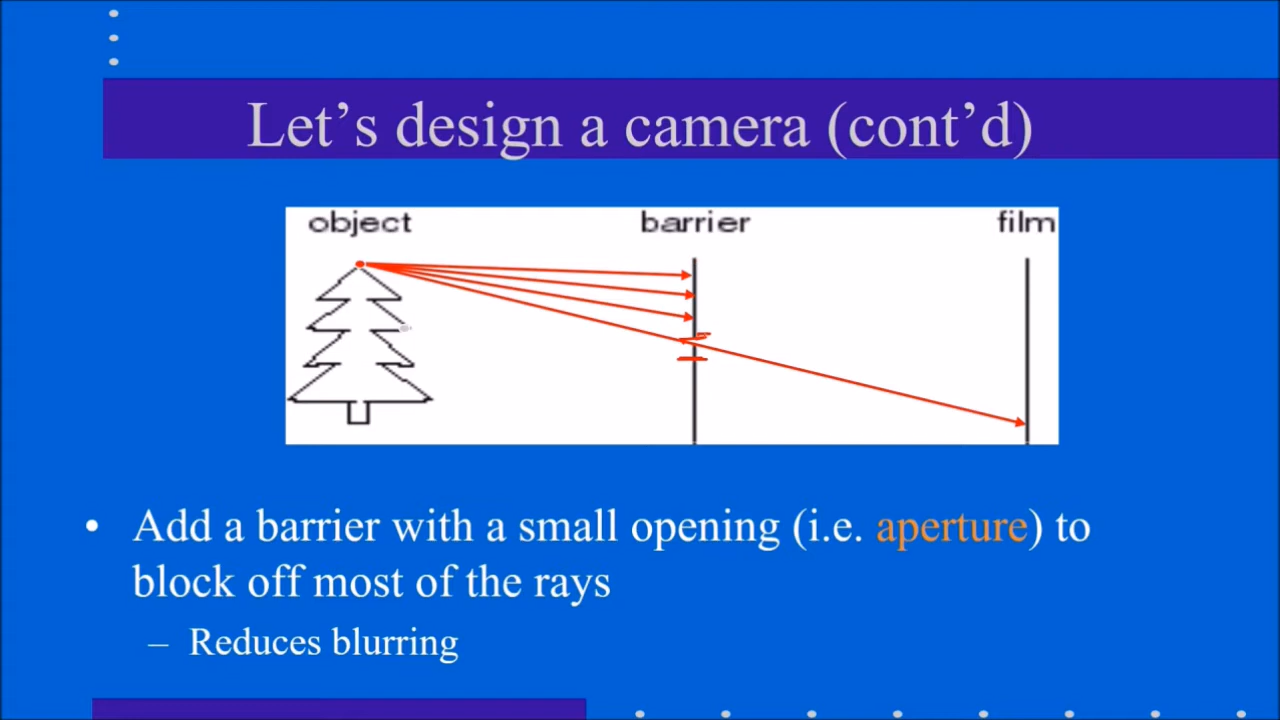 Let's design a camera (cont'd)
object barrier film
• Add a barrier with a small opening (i.e. aperture) to
block off most of the rays
– Reduces blurring